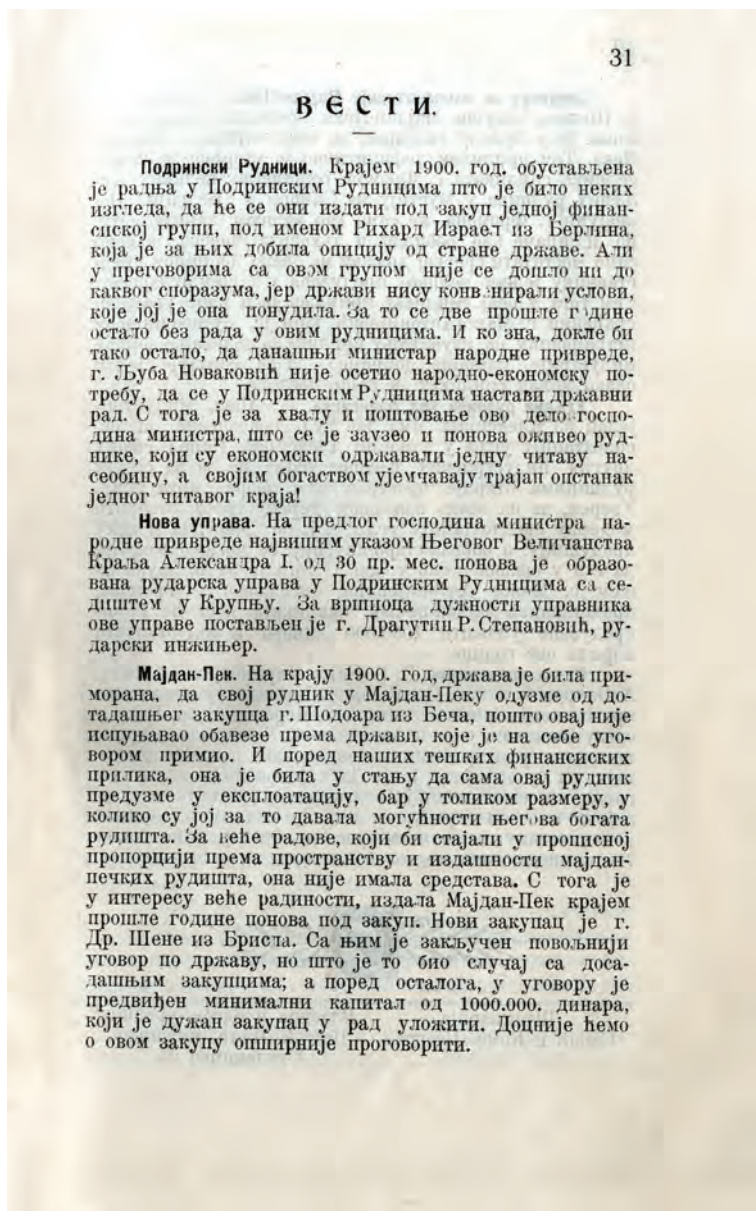 31
ВЕСТИ.
Подрински Рудници. Крајем 1900. год. обустављена
је радња у Подринским Рудницима што је било неких
изгледа, да ће се они издати под закуп једној финан-
сиској групи, под именом Рихард Израел из Берлина,
која је за њих добила опицију од стране државе. Али
у преговорима са овом групом није се дошло ни до
каквог споразума, јер држави нису конвенирали услови,
које јој је она понудила. За то се две прошле године
остало без рада у овим рудницима. И ко зна, докле би
тако остало, да данашњи министар народне привреде,
г. Љуба Новаковић није осетио народно-економску по-
требу, да се у Подринским Рудницима настави државни
рад. С тога је за хвалу и поштовање ово дело госпо-
дина министра, што се је заузео и понова оживео руд-
нике, који су економски одржавали једну читаву на-
сеобину, а својим богаством ујемчавају трајан опстанак
једног читавог краја!
Нова управа. На предлог господина министра на-
родне привреде највишим указом Његовог Величанства
Краља Александра I. од 30 пр. мес. понова је образо-
вана рударска управа у Подринским Рудницима са се-
диштем у Крупњу. За вршиоца дужности управника
ове управе постављен је г. Драгутин Р. Степановић, ру-
дарски инжињер.
Мајдан-Пек. На крају 1900. год, држава је била при-
морана, да свој рудник у Мајдан-Пеку одузме од до-
тадашњег закупца г. Шодоара из Беча, пошто овај није
испуњавао обавезе према држави, које је на себе уго-
вором примио. И поред наших тешких финансиских
прилика, она је била у стању да сама овај рудник
предузме у експлоатацију, бар у толиком размеру, у
колико су јој за то давала могућности његова богата
рудишта. За веће радове, који би стајали у прописној
пропорцији према пространству и издашности мајдан-
печких рудишта, она није имала средстава. С тога је
у интересу веће радиности, издала Мајдан-Пек крајем
прошле године понова под закуп. Нови закупац је г.
Др. Шене из Брисла. Са њим је закључен повољнији
уговор по државу, но што је то био случај са доса-
дашњим закупцима; а поред осталога, у уговору је
предвиђен минимални капитал од 1000.000. динара,
који је дужан закупац у рад уложити. Доцније ћемо
о овом закупу опширније проговорити.